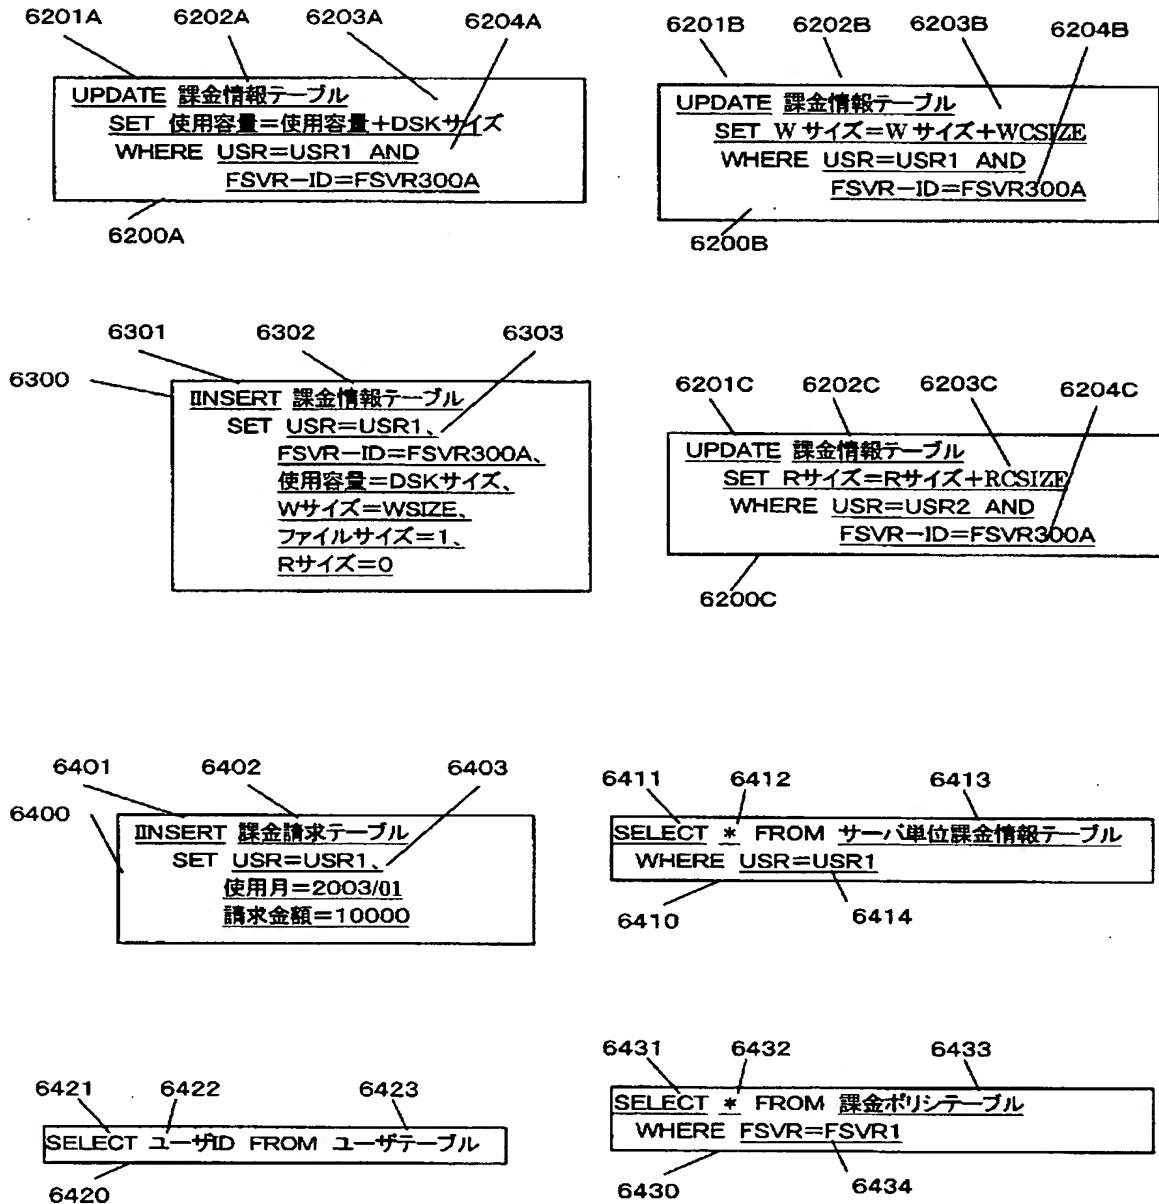 6201A 6202A 6203A 6204A
UPDATE 課金情報テーブル
SET 使用容量=使用容量+DSKサイズ
WHERE USR=USR1 AND
FSVR-ID=FSVR300A
6200A
6201B 6202B 6203B 6204B
UPDATE 課金情報テーブル
SET Wサイズ=Wサイズ+WCSIZE
WHERE USR=USR1 AND
FSVR-ID=FSVR300A
6200B
6301 6302 6303
6300
IINSERT 課金情報テーブル
SET USR=USR1、
FSVR-ID=FSVR300A、
使用容量=DSKサイズ、
Wサイズ=WSIZE、
ファイルサイズ=1、
Rサイズ=0
6201C 6202C 6203C 6204C
UPDATE 課金情報テーブル
SET Rサイズ=Rサイズ+RCSIZE
WHERE USR=USR2 AND
FSVR-ID=FSVR300A
6200C
6401 6402 6403
6400
IINSERT 課金請求テーブル
SET USR=USR1、
使用月=2003/01
請求金額=10000
6411 6412 6413
SELECT * FROM サーバ単位課金情報テーブル
WHERE USR=USR1
6410 6414
6421 6422 6423
SELECT ユーザID FROM ユーザテーブル
6420
6431 6432 6433
SELECT * FROM 課金ポリシテーブル
WHERE FSVR=FSVR1
6430 6434